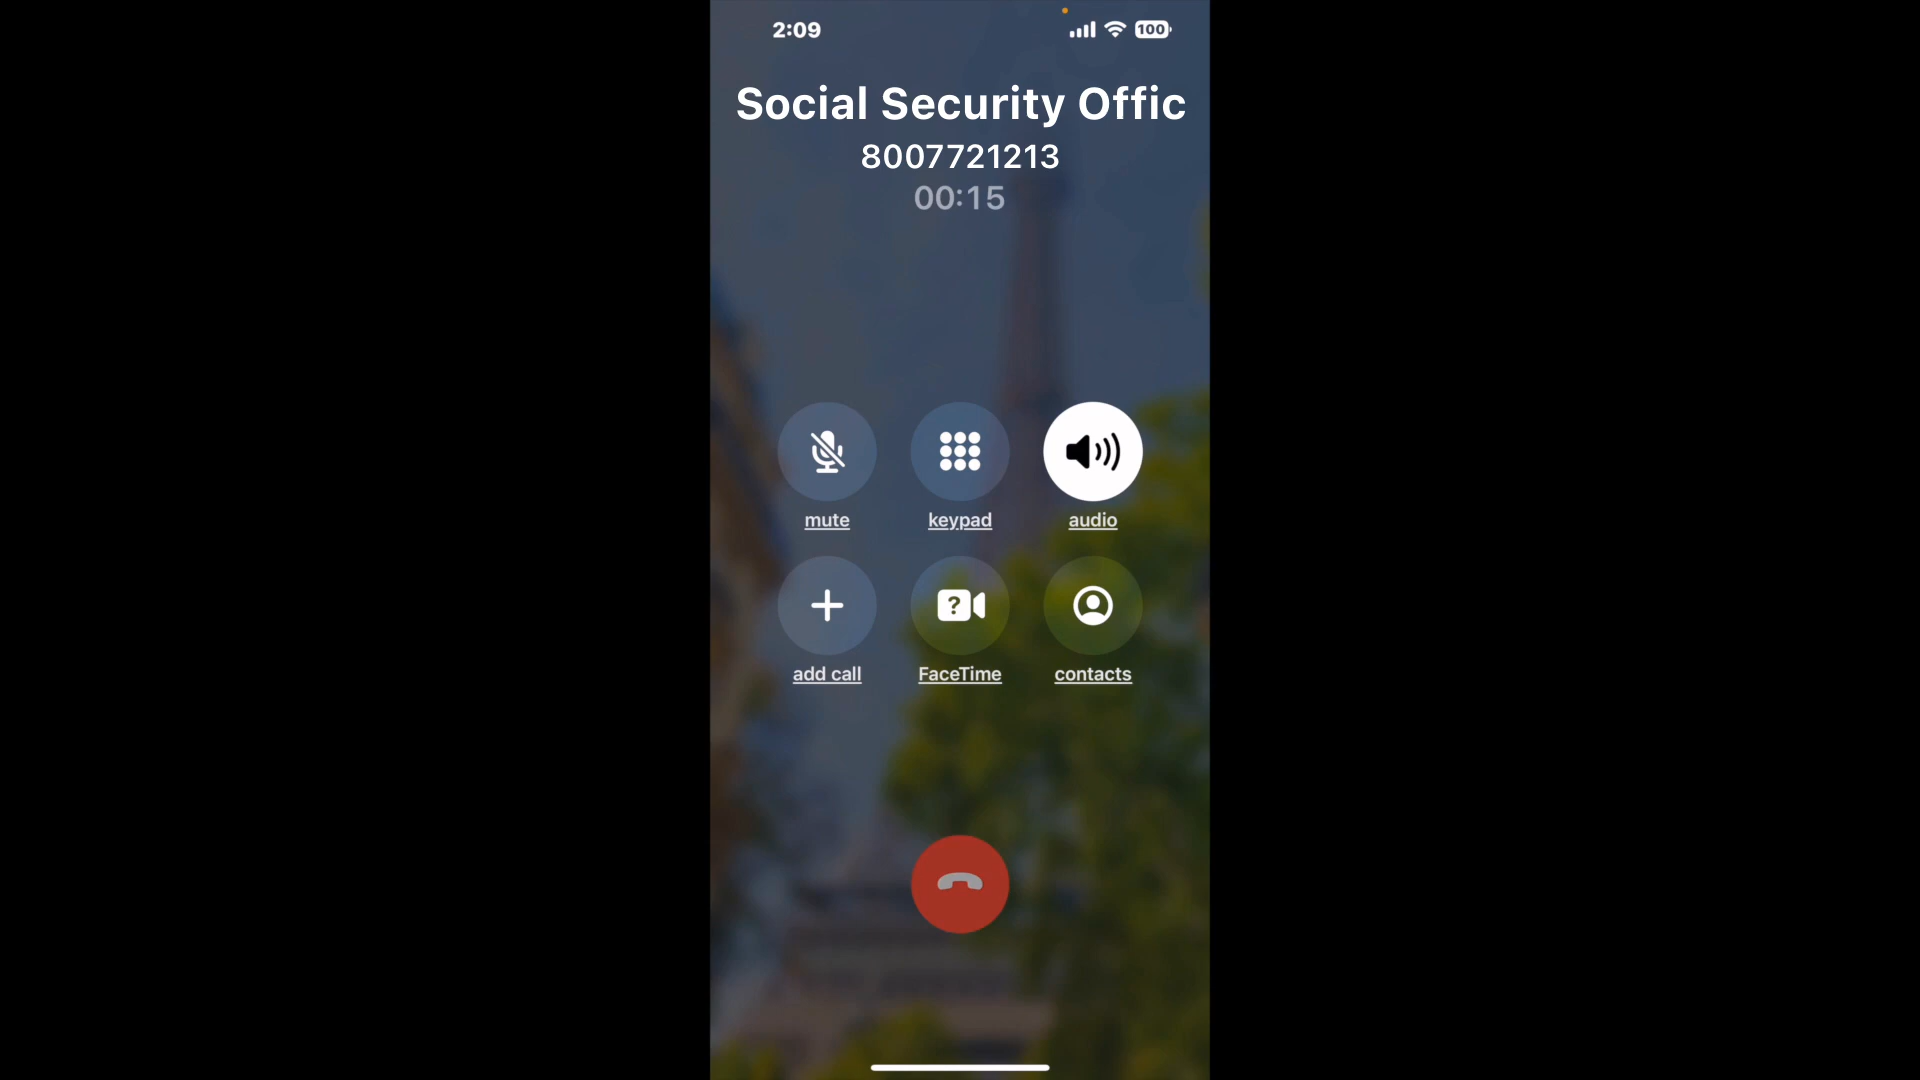 2:09
100
Social Security Offic
8007721213
00:15
mute
keypad
audio
?
add call
FaceTime
contacts